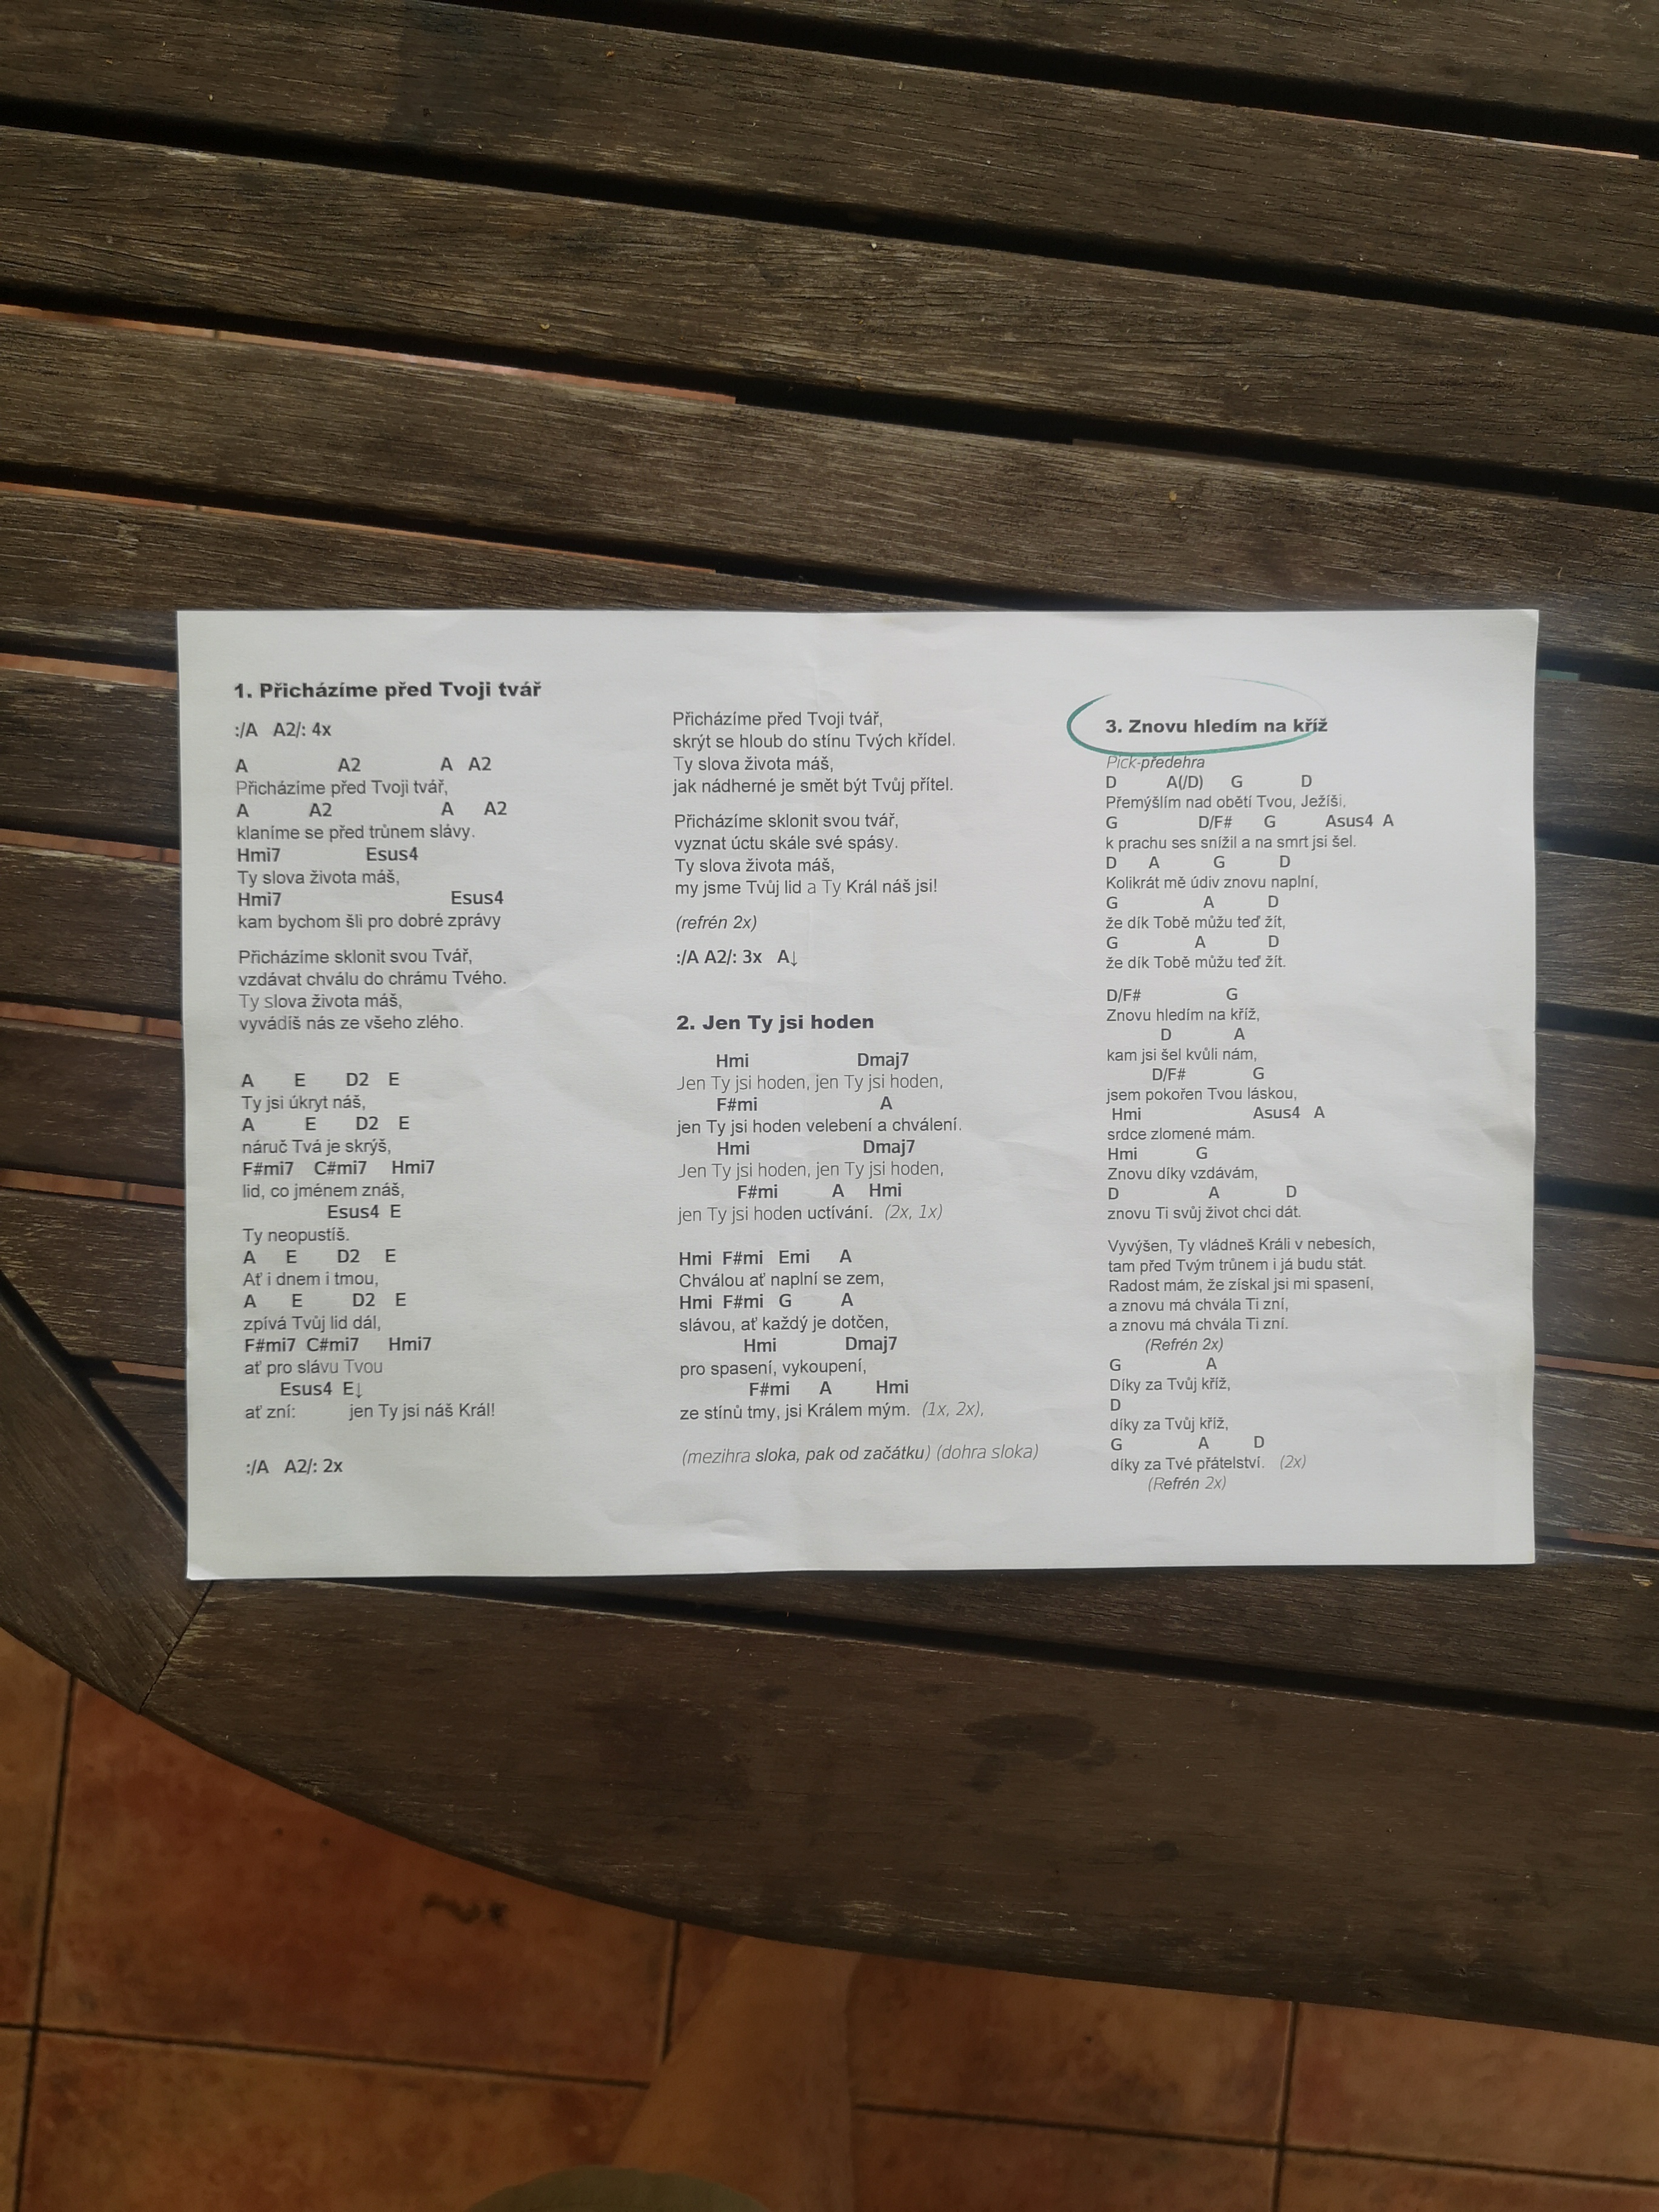 1. Přicházíme před Tvoji tvář
:/A A2/: 4x
A A2 A A2
Přicházíme před Tvoji tvář,
A A2 A A2
klaníme se před trůnem slávy.
Hmi7 Esus4
Ty slova života máš,
Hmi7 Esus4
kam bychom šli pro dobré zprávy
Přicházíme sklonit svou Tvář,
vzdávat chválu do chrámu Tvého.
Ty slova života máš,
vyvádíš nás ze všeho zlého.
A E D2 E
Ty jsi úkryt náš,
A E D2 E
náruč Tvá je skrýš,
F#mi7 C#mi7 Hmi7
lid, co jménem znáš,
Esus4 E
Ty neopustíš.
A E D2 E
Ať i dnem i tmou,
A E D2 E
zpívá Tvůj lid dál,
F#mi7 C#mi7 Hmi7
ať pro slávu Tvou
Esus4 E↓
ať zní: jen Ty jsi náš Král!
:/A A2/: 2x
Přicházíme před Tvoji tvář,
skrýt se hloub do stínu Tvých křídel.
Ty slova života máš,
jak nádherné je smět být Tvůj přítel.
Přicházíme sklonit svou tvář,
vyznat úctu skále své spásy.
Ty slova života máš,
my jsme Tvůj lid a Ty Král náš jsi!
(refrén 2x)
:/A A2/: 3x A↓
2. Jen Ty jsi hoden
Hmi Dmaj7
Jen Ty jsi hoden, jen Ty jsi hoden,
F#mi A
jen Ty jsi hoden velebení a chválení.
Hmi Dmaj7
Jen Ty jsi hoden, jen Ty jsi hoden,
F#mi A Hmi
jen Ty jsi hoden uctívání. (2x, 1x)
Hmi F#mi Emi A
Chválou ať naplní se zem,
Hmi F#mi G A
slávou, ať každý je dotčen,
Hmi Dmaj7
pro spasení, vykoupení,
F#mi A Hmi
ze stínů tmy, jsi Králem mým. (1x, 2x),
(mezihra sloka, pak od začátku) (dohra sloka)
3. Znovu hledím na kříž
Pick-předehra
D A(/D) G D
Přemýšlím nad obětí Tvou, Ježíši,
G D/F# G Asus4 A
k prachu ses snížil a na smrt jsi šel.
D A G D
Kolikrát mě údiv znovu naplní,
G A D
že dík Tobě můžu teď žít,
G A D
že dík Tobě můžu teď žít.
D/F# G
Znovu hledím na kříž,
D A
kam jsi šel kvůli nám,
D/F# G
jsem pokořen Tvou láskou,
Hmi Asus4 A
srdce zlomené mám.
Hmi G
Znovu díky vzdávám,
D A D
znovu Ti svůj život chci dát.
Vyvýšen, Ty vládneš Králi v nebesích,
tam před Tvým trůnem i já budu stát.
Radost mám, že získal jsi mi spasení,
a znovu má chvála Ti zní,
a znovu má chvála Ti zní.
(Refrén 2x)
G A
Díky za Tvůj kříž,
D
díky za Tvůj kříž,
G A D
díky za Tvé přátelství. (2x)
(Refrén 2x)